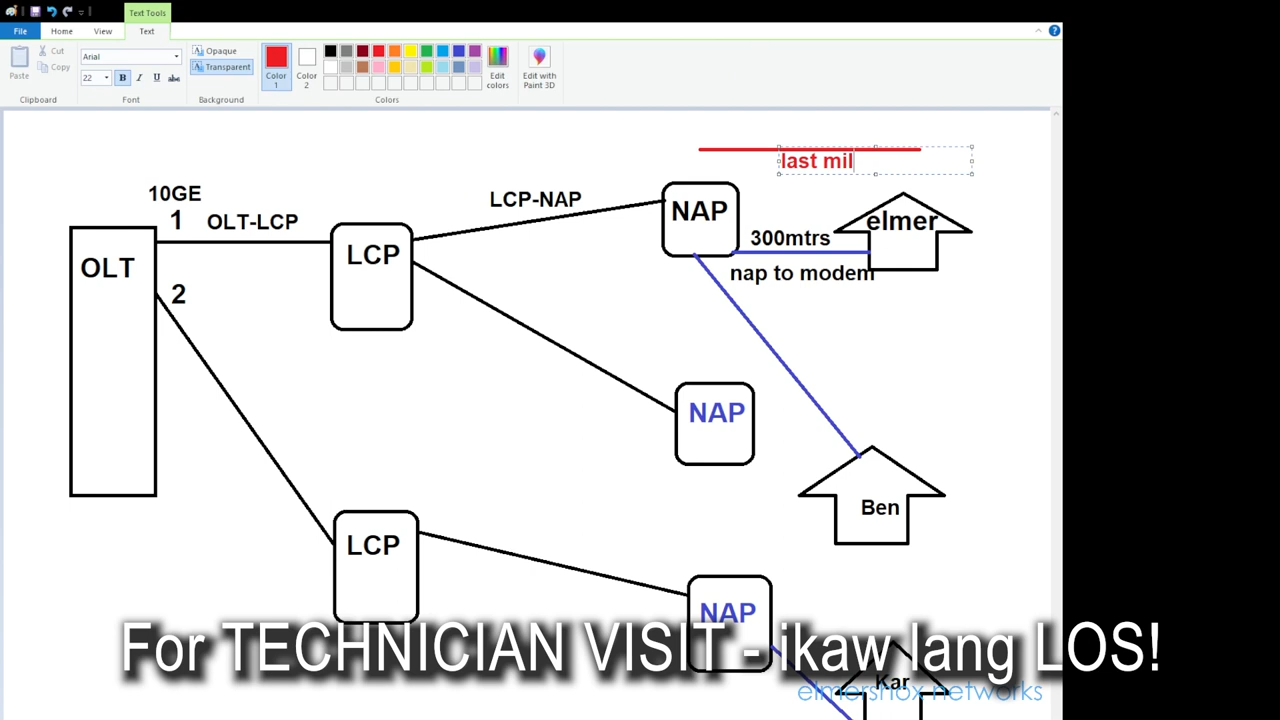 Text Tools
File
Home
View
Text
Paste
Cut
Copy
Clipboard
Arial
22
B
I
U
abc
Font
Opaque
Transparent
Background
Color
1
Color
2
Edit
colors
Colors
Edit with
Paint 3D
last mil
10GE
1
OLT-LCP
LCP-NAP
NAP
elmer
OLT
LCP
300mtrs
nap to modem
2
NAP
Ben
LCP
NAP
For TECHNICIAN VISIT - ikaw lang LOS!
Kar
elmershox networks